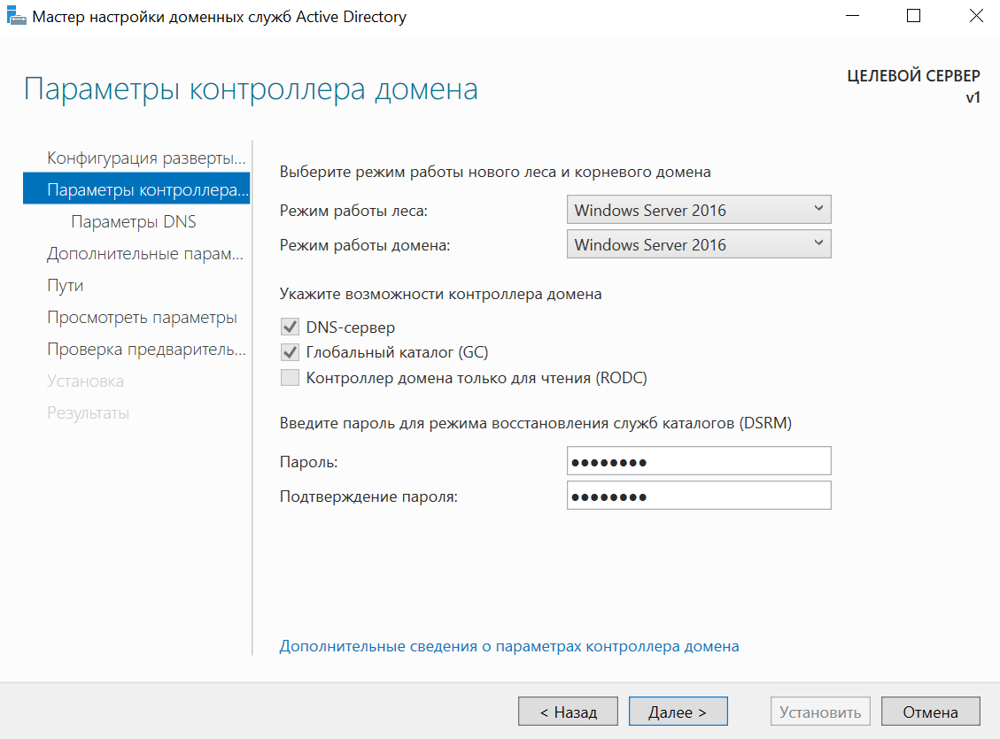 Мастер настройки доменных служб Active Directory
Параметры контроллера домена
ЦЕЛЕВОЙ СЕРВЕР
v1
Конфигурация разверты...
Параметры контроллера...
Параметры DNS
Дополнительные парам...
Пути
Просмотреть параметры
Проверка предваритель...
Установка
Результаты
Выберите режим работы нового леса и корневого домена
Режим работы леса: Windows Server 2016
Режим работы домена: Windows Server 2016
Укажите возможности контроллера домена
DNS-сервер
Глобальный каталог (GC)
Контроллер домена только для чтения (RODC)
Введите пароль для режима восстановления служб каталогов (DSRM)
Пароль: ●●●●●●●●
Подтверждение пароля: ●●●●●●●●
Дополнительные сведения о параметрах контроллера домена
< Назад Далее > Установить Отмена